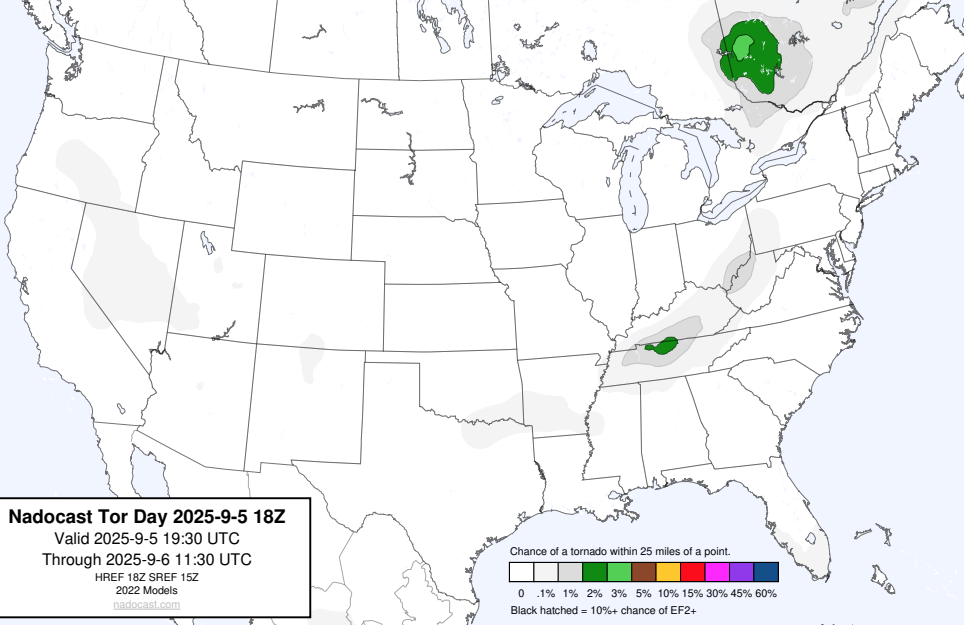 Nadocast Tor Day 2025-9-5 18Z
Valid 2025-9-5 19:30 UTC
Through 2025-9-6 11:30 UTC
HREF 18Z SREF 15Z
2022 Models
nadocast.com
Chance of a tornado within 25 miles of a point.
0 .1% 1% 2% 3% 5% 10% 15% 30% 45% 60%
Black hatched = 10%+ chance of EF2+